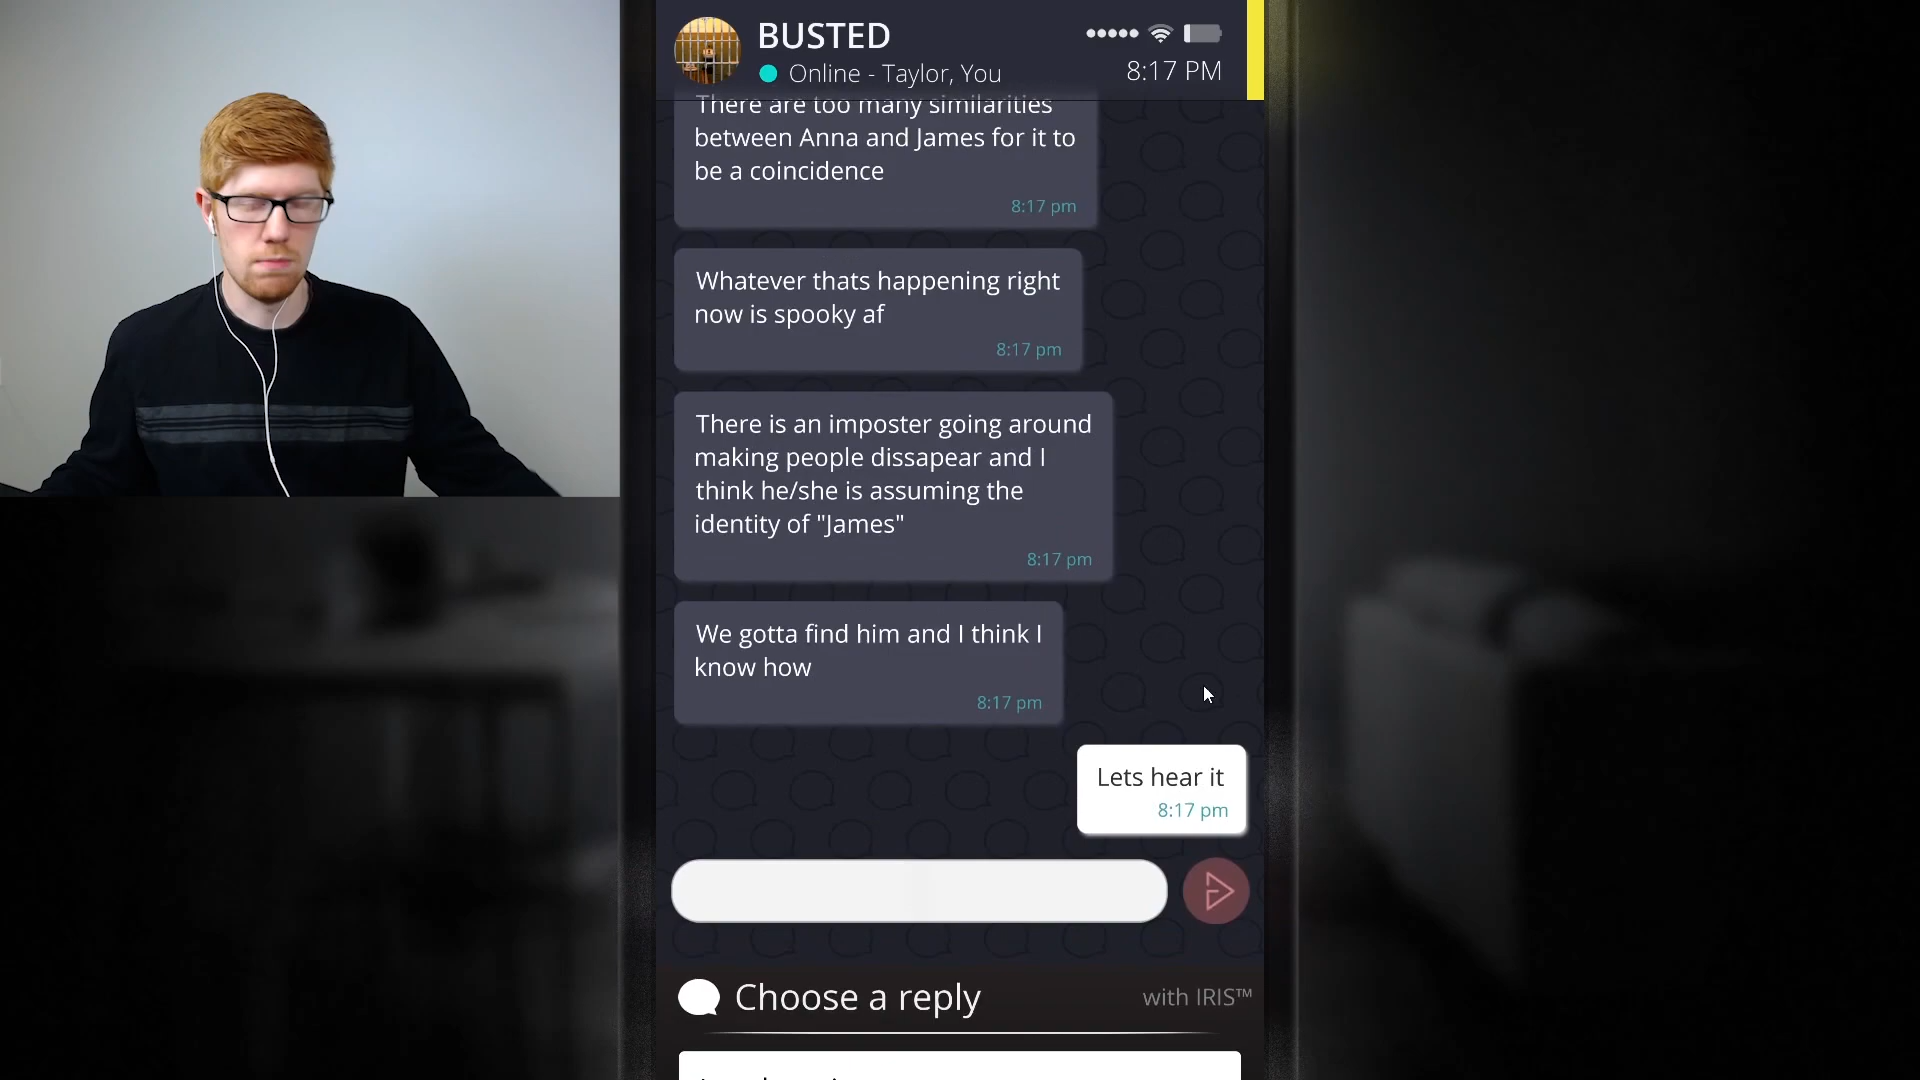 BUSTED
Online - Taylor, You
8:17 PM
There are too many similarities
between Anna and James for it to
be a coincidence
8:17 pm
Whatever thats happening right
now is spooky af
8:17 pm
There is an imposter going around
making people dissapear and I
think he/she is assuming the
identity of "James"
8:17 pm
We gotta find him and I think I
know how
8:17 pm
Lets hear it
8:17 pm
Choose a reply
with IRIS™